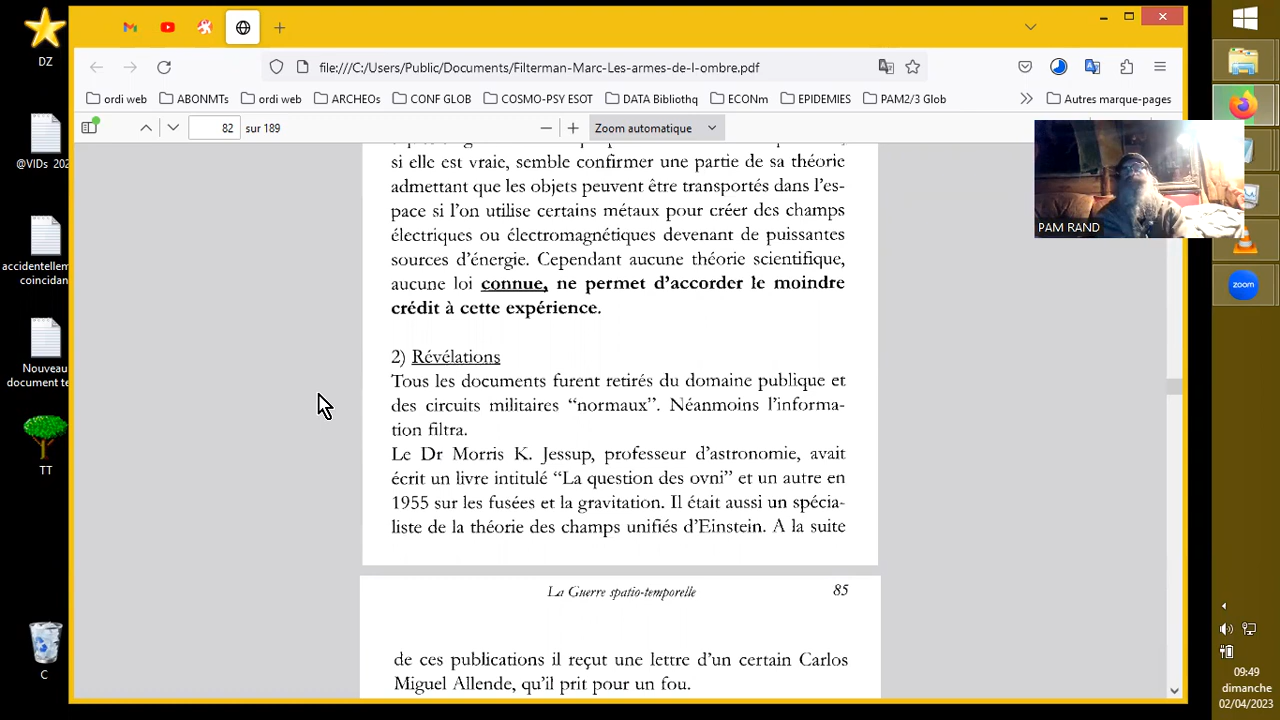 DZ
@VIDs 202
accidentellem
coincidan
Nouveau
document te
TT
C
file:///C:/Users/Public/Documents/Filterman-Marc-Les-armes-de-l-ombre.pdf
ordi web
ABONMTs
ordi web
ARCHEOs
CONF GLOB
COSMO-PSY ESOT
DATA Bibliothq
ECONm
EPIDEMIES
PAM2/3 Glob
Autres marque-pages
82 sur 189
Zoom automatique
si elle est vraie, semble confirmer une partie de sa théorie
admettant que les objets peuvent être transportés dans l'es-
pace si l'on utilise certains métaux pour créer des champs
électriques ou électromagnétiques devenant de puissantes
sources d'énergie. Cependant aucune théorie scientifique,
aucune loi connue, ne permet d'accorder le moindre
crédit à cette expérience.
2) Révélations
Tous les documents furent retirés du domaine publique et
des circuits militaires "normaux". Néanmoins l'informa-
tion filtra.
Le Dr Morris K. Jessup, professeur d'astronomie, avait
écrit un livre intitulé "La question des ovni" et un autre en
1955 sur les fusées et la gravitation. Il était aussi un spécia-
liste de la théorie des champs unifiés d'Einstein. A la suite
La Guerre spatio-temporelle 85
de ces publications il reçut une lettre d'un certain Carlos
Miguel Allende, qu'il prit pour un fou.
PAM RAND
zoom
09:49
dimanche
02/04/2023